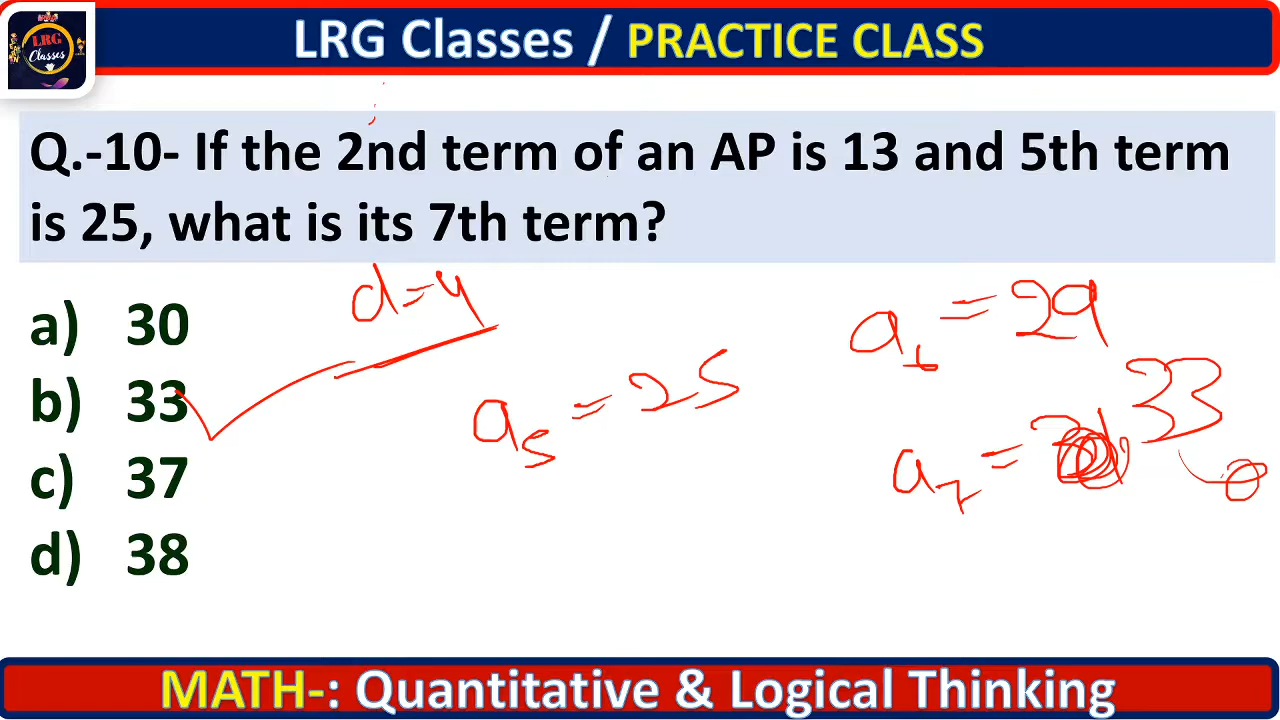 LRG Classes / PRACTICE CLASS
LRG
Classes
Q.-10- If the 2nd term of an AP is 13 and 5th term
is 25, what is its 7th term?
d=4
a) 30
a6 = 29
b) 33
a5 = 25
33
a7 =
c) 37
d) 38
MATH-: Quantitative & Logical Thinking